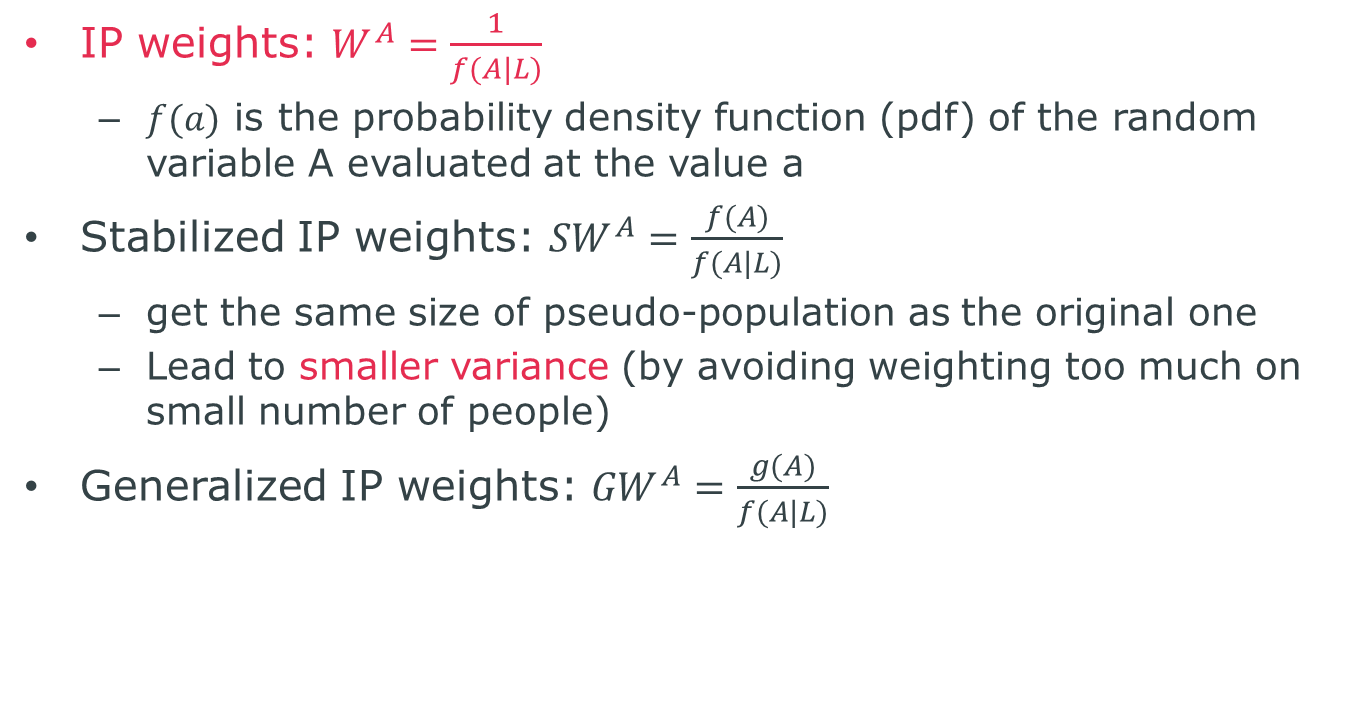 • IP weights: W^A = 1/f(A|L)
– f(a) is the probability density function (pdf) of the random
variable A evaluated at the value a
• Stabilized IP weights: SW^A = f(A)/f(A|L)
– get the same size of pseudo-population as the original one
– Lead to smaller variance (by avoiding weighting too much on
small number of people)
• Generalized IP weights: GW^A = g(A)/f(A|L)